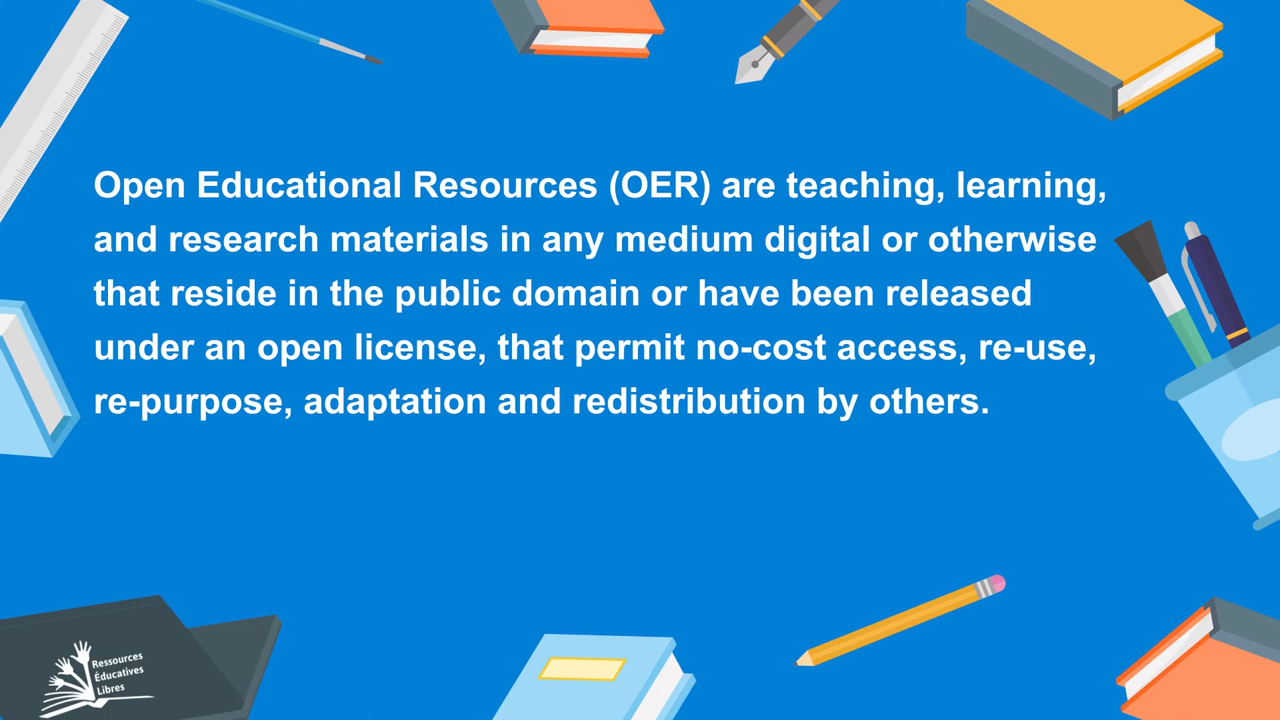 Open Educational Resources (OER) are teaching, learning,
and research materials in any medium digital or otherwise
that reside in the public domain or have been released
under an open license, that permit no-cost access, re-use,
re-purpose, adaptation and redistribution by others.
Ressources
Éducatives
Libres